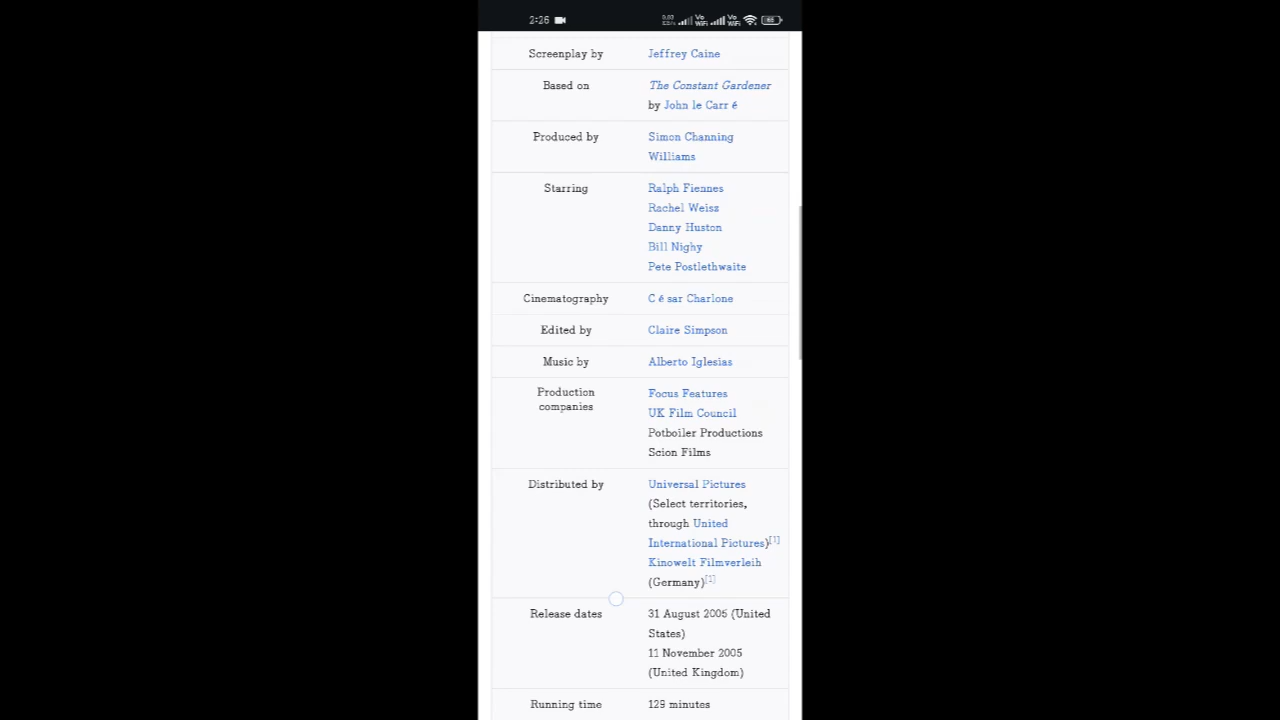 2:26
Screenplay by Jeffrey Caine
Based on The Constant Gardener
by John le Carr é
Produced by Simon Channing
Williams
Starring Ralph Fiennes
Rachel Weisz
Danny Huston
Bill Nighy
Pete Postlethwaite
Cinematography C é sar Charlone
Edited by Claire Simpson
Music by Alberto Iglesias
Production
companies
Focus Features
UK Film Council
Potboiler Productions
Scion Films
Distributed by Universal Pictures
(Select territories,
through United
International Pictures)[1]
Kinowelt Filmverleih
(Germany)[1]
Release dates 31 August 2005 (United
States)
11 November 2005
(United Kingdom)
Running time 129 minutes